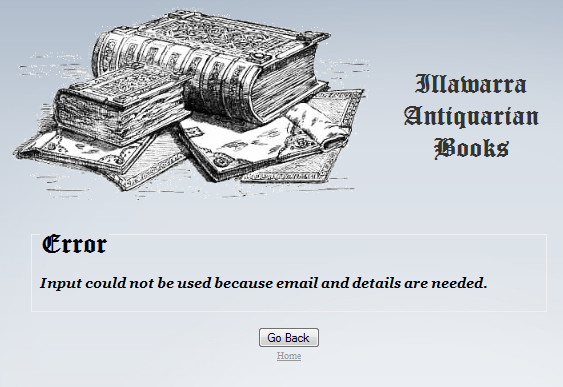 Illawarra
Antiquarian
Books
Error
Input could not be used because email and details are needed.
Go Back
Home